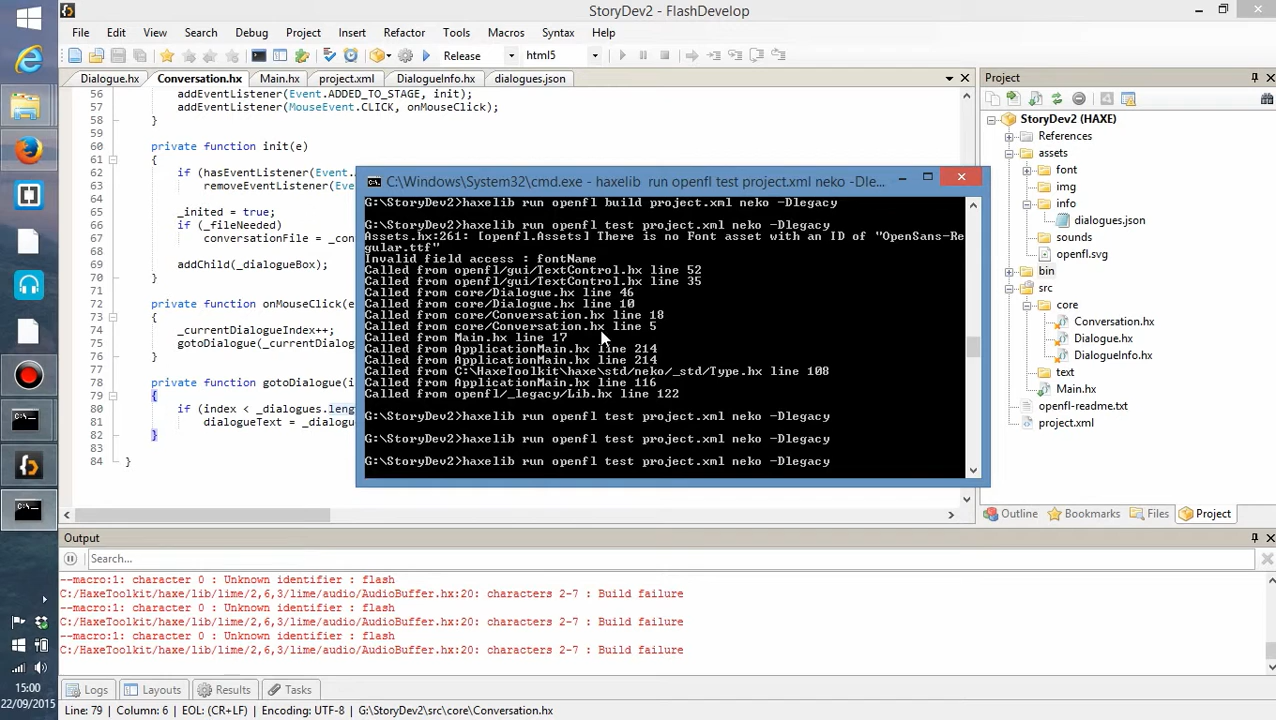 StoryDev2 - FlashDevelop
File Edit View Search Debug Project Insert Refactor Tools Macros Syntax Help
Release html5
Dialogue.hx Conversation.hx Main.hx project.xml DialogueInfo.hx dialogues.json
56 addEventListener(Event.ADDED_TO_STAGE, init);
57 addEventListener(MouseEvent.CLICK, onMouseClick);
58 }
59
60 private function init(e)
61 {
62 if (hasEventListener(Event.
63 removeEventListener(E
64
65 _inited = true;
66 if (_fileNeeded)
67 conversationFile = _con
68
69 addChild(_dialogueBox);
70 }
71
72 private function onMouseClick(e
73 {
74 _currentDialogueIndex++;
75 gotoDialogue(_currentDialogueI
76 }
77
78 private function gotoDialogue(i
79 {
80 if (index < _dialogues.leng
81 dialogueText = _dialogue
82 }
83
84 }
C:\Windows\System32\cmd.exe - haxelib run openfl test project.xml neko -Dle...
G:\StoryDev2>haxelib run openfl build project.xml neko -Dlegacy
G:\StoryDev2>haxelib run openfl test project.xml neko -Dlegacy
Assets.hx:261: [openfl.Assets] There is no Font asset with an ID of "OpenSans-Re
gular.ttf"
Invalid field access : fontName
Called from openfl/gui/TextControl.hx line 52
Called from openfl/gui/TextControl.hx line 35
Called from core/Dialogue.hx line 46
Called from core/Dialogue.hx line 10
Called from core/Conversation.hx line 18
Called from core/Conversation.hx line 5
Called from Main.hx line 17
Called from ApplicationMain.hx line 214
Called from ApplicationMain.hx line 214
Called from C:\HaxeToolkit\haxe\std/neko/_std/Type.hx line 108
Called from ApplicationMain.hx line 116
Called from openfl/_legacy/Lib.hx line 122
G:\StoryDev2>haxelib run openfl test project.xml neko -Dlegacy
G:\StoryDev2>haxelib run openfl test project.xml neko -Dlegacy
G:\StoryDev2>haxelib run openfl test project.xml neko -Dlegacy
Project
StoryDev2 (HAXE)
References
assets
font
img
info
dialogues.json
sounds
openfl.svg
bin
src
core
Conversation.hx
Dialogue.hx
DialogueInfo.hx
text
Main.hx
openfl-readme.txt
project.xml
Outline Bookmarks Files Project
Output
Search...
--macro:1: character 0 : Unknown identifier : flash
C:/HaxeToolkit/haxe/lib/lime/2,6,3/lime/audio/AudioBuffer.hx:20: characters 2-7 : Build failure
--macro:1: character 0 : Unknown identifier : flash
C:/HaxeToolkit/haxe/lib/lime/2,6,3/lime/audio/AudioBuffer.hx:20: characters 2-7 : Build failure
--macro:1: character 0 : Unknown identifier : flash
C:/HaxeToolkit/haxe/lib/lime/2,6,3/lime/audio/AudioBuffer.hx:20: characters 2-7 : Build failure
Logs Layouts Results Tasks
Line: 79 Column: 6 EOL: (CR+LF) Encoding: UTF-8 G:\StoryDev2\src\core\Conversation.hx
15:00
22/09/2015